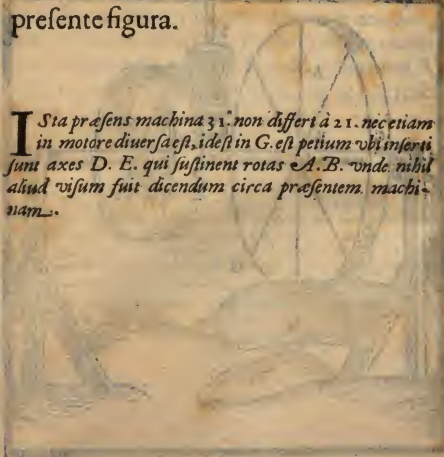 preſente figura.
ISta præſens machina 31. non differt à 21. nec etiam
in motore diuerſa eſt, ideſt in G. eſt petium vbi inſerti
ſunt axes D. E. qui ſuſtinent rotas A. B. vnde nihil
aliud viſum fuit dicendum circa præſentem machi-
nam.